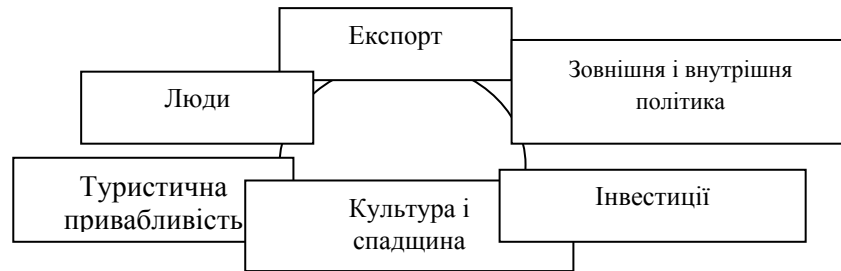 Експорт
Зовнішня і внутрішня
політика
Люди
Туристична
привабливість
Культура і
спадщина
Інвестиції